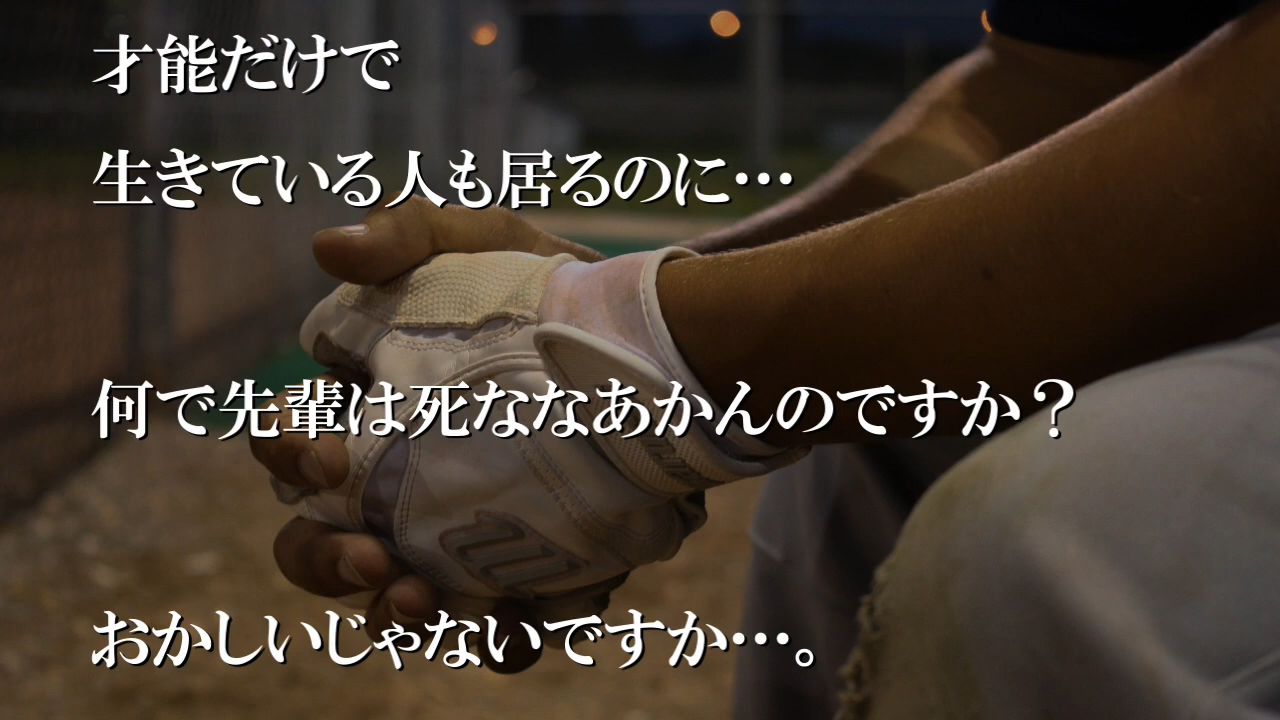 才能だけで
生きている人も居るのに…
何で先輩は死ななあかんのですか？
おかしいじゃないですか…。